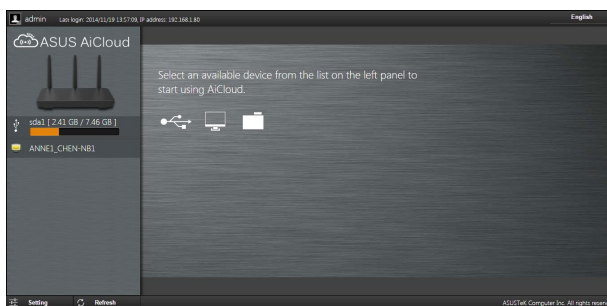 admin Last login: 2014/11/19 13:57:09, IP address: 192.168.1.80 English
ASUS AiCloud
Select an available device from the list on the left panel to
start using AiCloud.
sda1 [ 2.41 GB / 7.46 GB ]
ANNE1_CHEN-NB1
Setting Refresh ASUSTeK Computer Inc. All rights reser